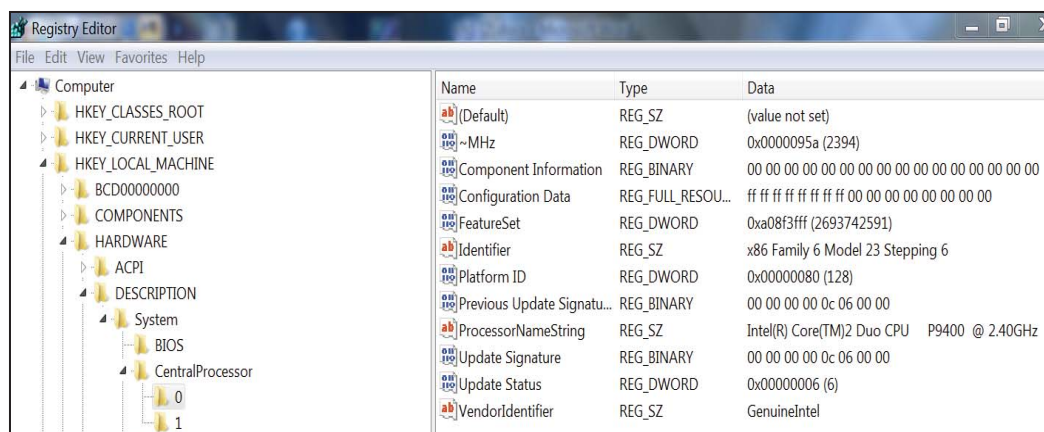 Registry Editor
File Edit View Favorites Help
Computer
HKEY_CLASSES_ROOT
HKEY_CURRENT_USER
HKEY_LOCAL_MACHINE
BCD00000000
COMPONENTS
HARDWARE
ACPI
DESCRIPTION
System
BIOS
CentralProcessor
0
1
Name Type Data
(Default) REG_SZ (value not set)
~MHz REG_DWORD 0x0000095a (2394)
Component Information REG_BINARY 00 00 00 00 00 00 00 00 00 00 00 00 00 00 00 00
Configuration Data REG_FULL_RESOU... ff ff ff ff ff ff ff ff 00 00 00 00 00 00 00 00
FeatureSet REG_DWORD 0xa08f3fff (2693742591)
Identifier REG_SZ x86 Family 6 Model 23 Stepping 6
Platform ID REG_DWORD 0x00000080 (128)
Previous Update Signatu... REG_BINARY 00 00 00 00 0c 06 00 00
ProcessorNameString REG_SZ Intel(R) Core(TM)2 Duo CPU P9400 @ 2.40GHz
Update Signature REG_BINARY 00 00 00 00 0c 06 00 00
Update Status REG_DWORD 0x00000006 (6)
VendorIdentifier REG_SZ GenuineIntel